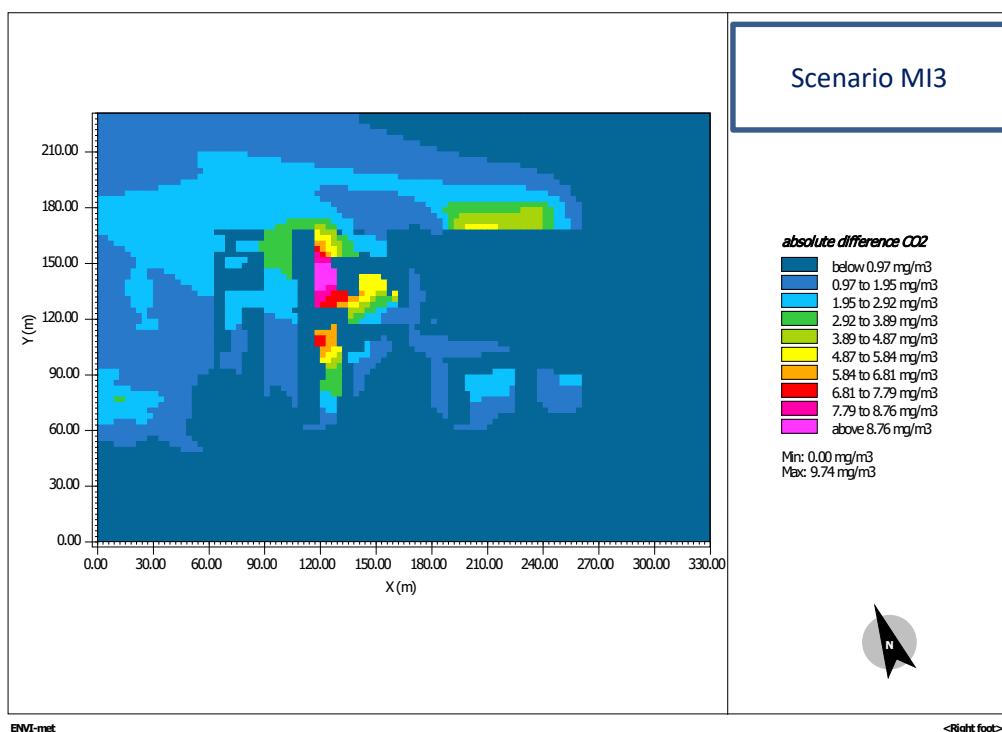 Scenario MI3
210.00
180.00
150.00
120.00
90.00
60.00
30.00
0.00
Y (m)
0.00 30.00 60.00 90.00 120.00 150.00 180.00 210.00 240.00 270.00 300.00 330.00
X (m)
absolute difference CO2
below 0.97 mg/m3
0.97 to 1.95 mg/m3
1.95 to 2.92 mg/m3
2.92 to 3.89 mg/m3
3.89 to 4.87 mg/m3
4.87 to 5.84 mg/m3
5.84 to 6.81 mg/m3
6.81 to 7.79 mg/m3
7.79 to 8.76 mg/m3
above 8.76 mg/m3
Min: 0.00 mg/m3
Max: 9.74 mg/m3
N
ENVI-met
<Right foot>